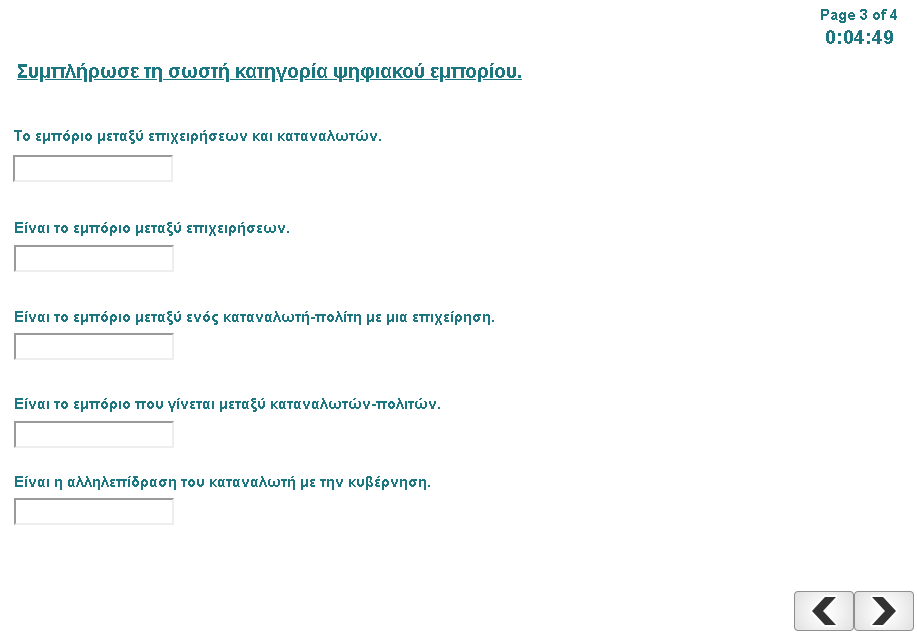 Page 3 of 4
0:04:49
Συμπλήρωσε τη σωστή κατηγορία ψηφιακού εμπορίου.
Το εμπόριο μεταξύ επιχειρήσεων και καταναλωτών.
Είναι το εμπόριο μεταξύ επιχειρήσεων.
Είναι το εμπόριο μεταξύ ενός καταναλωτή-πολίτη με μια επιχείρηση.
Είναι το εμπόριο που γίνεται μεταξύ καταναλωτών-πολιτών.
Είναι η αλληλεπίδραση του καταναλωτή με την κυβέρνηση.